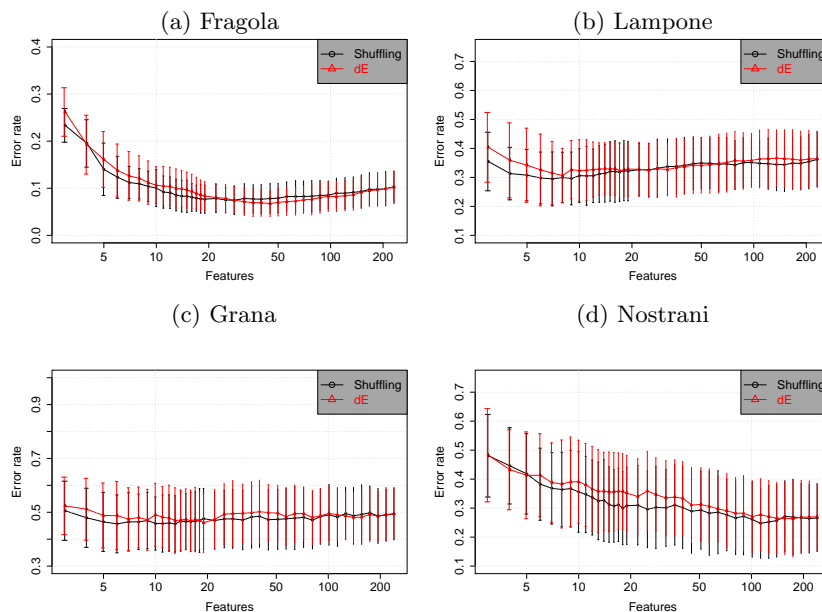 (a) Fragola
Shuffling
dE
Error rate
0.0 0.1 0.2 0.3 0.4
5 10 20 50 100 200
Features
(b) Lampone
Shuffling
dE
Error rate
0.1 0.2 0.3 0.4 0.5 0.6 0.7
5 10 20 50 100 200
Features
(c) Grana
Shuffling
dE
Error rate
0.3 0.5 0.7 0.9
5 10 20 50 100 200
Features
(d) Nostrani
Shuffling
dE
Error rate
0.1 0.2 0.3 0.4 0.5 0.6 0.7
5 10 20 50 100 200
Features